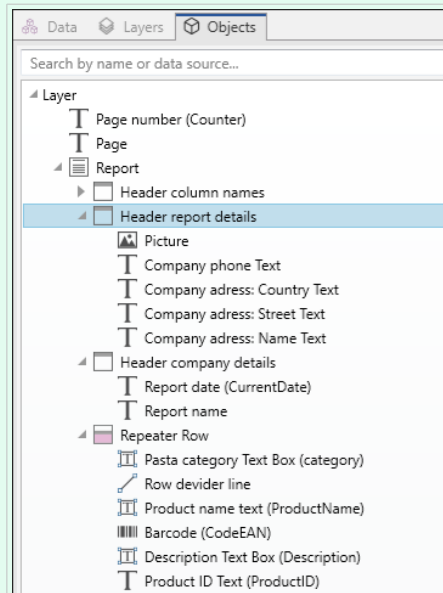 Data Layers Objects
Search by name or data source...
Layer
Page number (Counter)
Page
Report
Header column names
Header report details
Picture
Company phone Text
Company adress: Country Text
Company adress: Street Text
Company adress: Name Text
Header company details
Report date (CurrentDate)
Report name
Repeater Row
Pasta category Text Box (category)
Row devider line
Product name text (ProductName)
Barcode (CodeEAN)
Description Text Box (Description)
Product ID Text (ProductID)